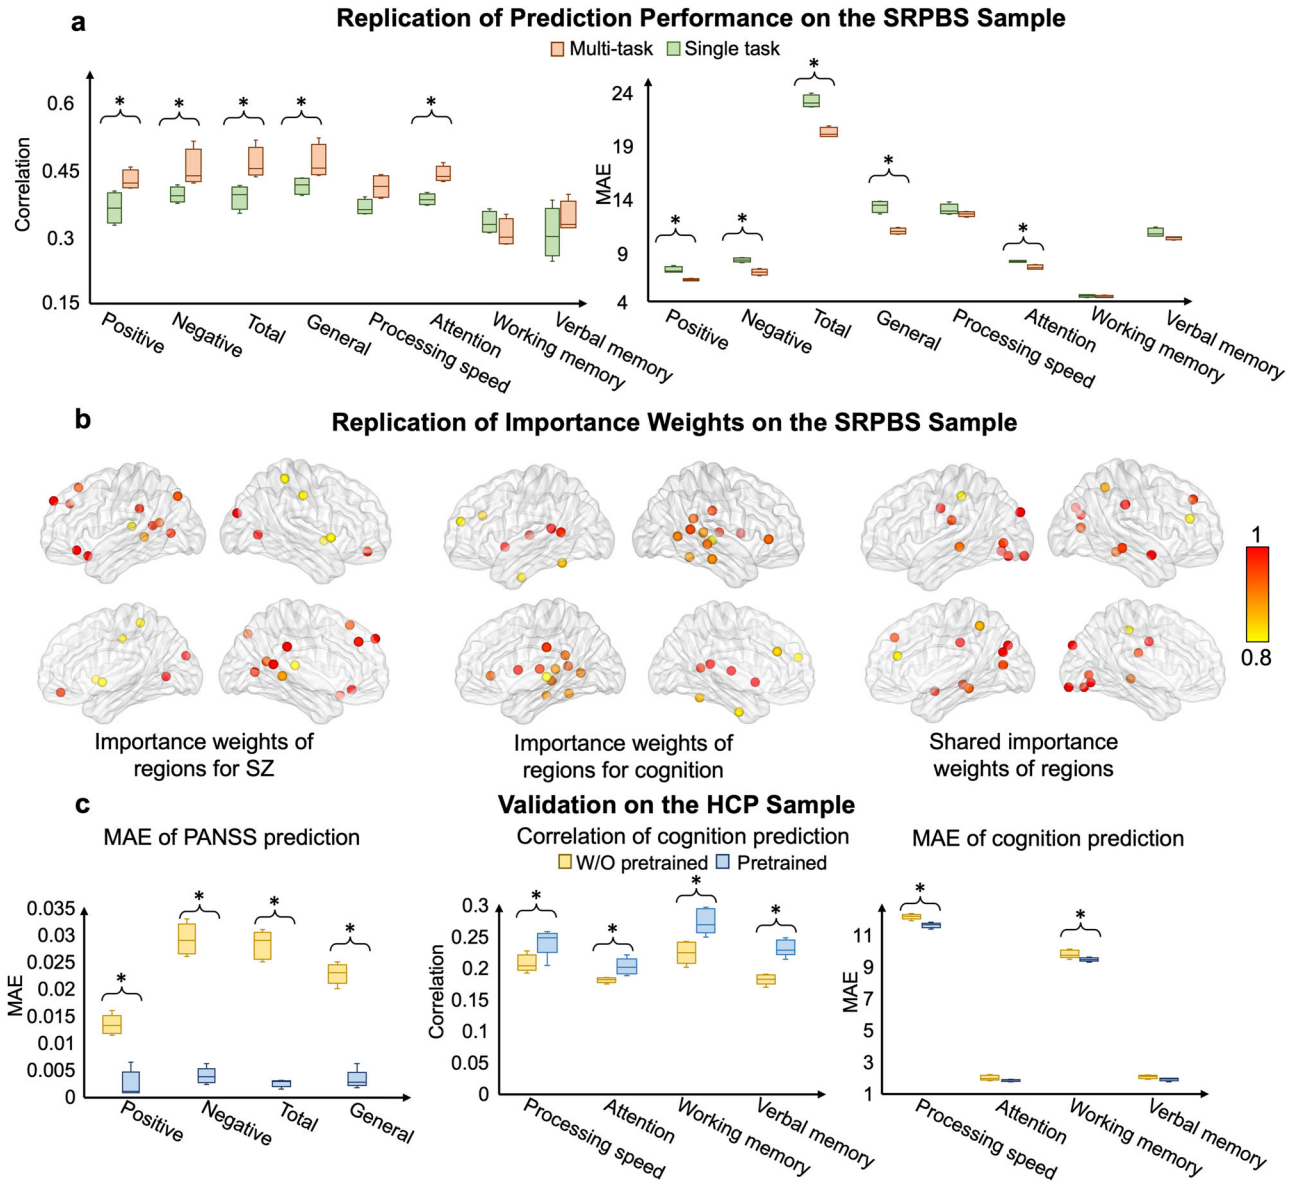 a
Replication of Prediction Performance on the SRPBS Sample
Multi-task Single task
Correlation
0.6
0.45
0.3
0.15
* * * * *
Positive
Negative
Total
General
Processing speed
Attention
Working memory
Verbal memory
MAE
24
19
14
9
4
* * * * *
Positive
Negative
Total
General
Processing speed
Attention
Working memory
Verbal memory
b
Replication of Importance Weights on the SRPBS Sample
1
0.8
Importance weights of
regions for SZ
Importance weights of
regions for cognition
Shared importance
weights of regions
c
Validation on the HCP Sample
MAE of PANSS prediction
MAE
0.035
0.03
0.025
0.02
0.015
0.01
0.005
0
* * * *
Positive
Negative
Total
General
Correlation of cognition prediction
W/O pretrained Pretrained
Correlation
0.3
0.25
0.2
0.15
0.1
0.05
0
* * * *
Processing speed
Attention
Working memory
Verbal memory
MAE of cognition prediction
MAE
11
9
7
5
3
1
* *
Processing speed
Attention
Working memory
Verbal memory